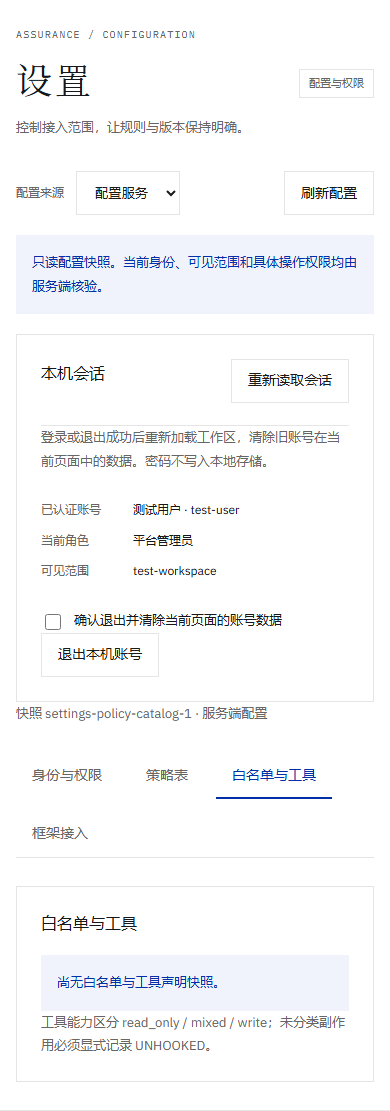 ASSURANCE / CONFIGURATION
设置
配置与权限
控制接入范围，让规则与版本保持明确。
配置来源
配置服务
刷新配置
只读配置快照。当前身份、可见范围和具体操作权限均由
服务端核验。
本机会话
重新读取会话
登录或退出成功后重新加载工作区，清除旧账号在当
前页面中的数据。密码不写入本地存储。
已认证账号 测试用户 · test-user
当前角色 平台管理员
可见范围 test-workspace
确认退出并清除当前页面的账号数据
退出本机账号
快照 settings-policy-catalog-1 · 服务端配置
身份与权限 策略表 白名单与工具
框架接入
白名单与工具
尚无白名单与工具声明快照。
工具能力区分 read_only / mixed / write；未分类副作
用必须显式记录 UNHOOKED。